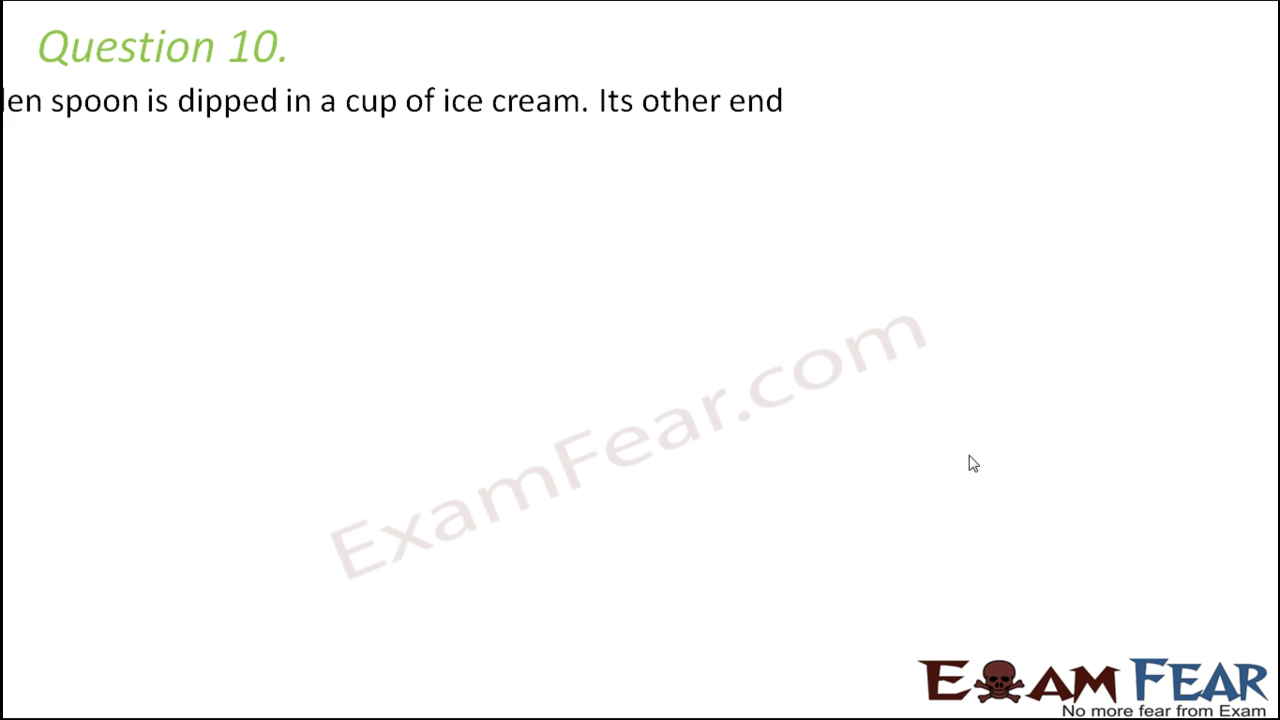 Question 10.
len spoon is dipped in a cup of ice cream. Its other end
ExamFear.com
EXAM FEAR
No more fear from Exam